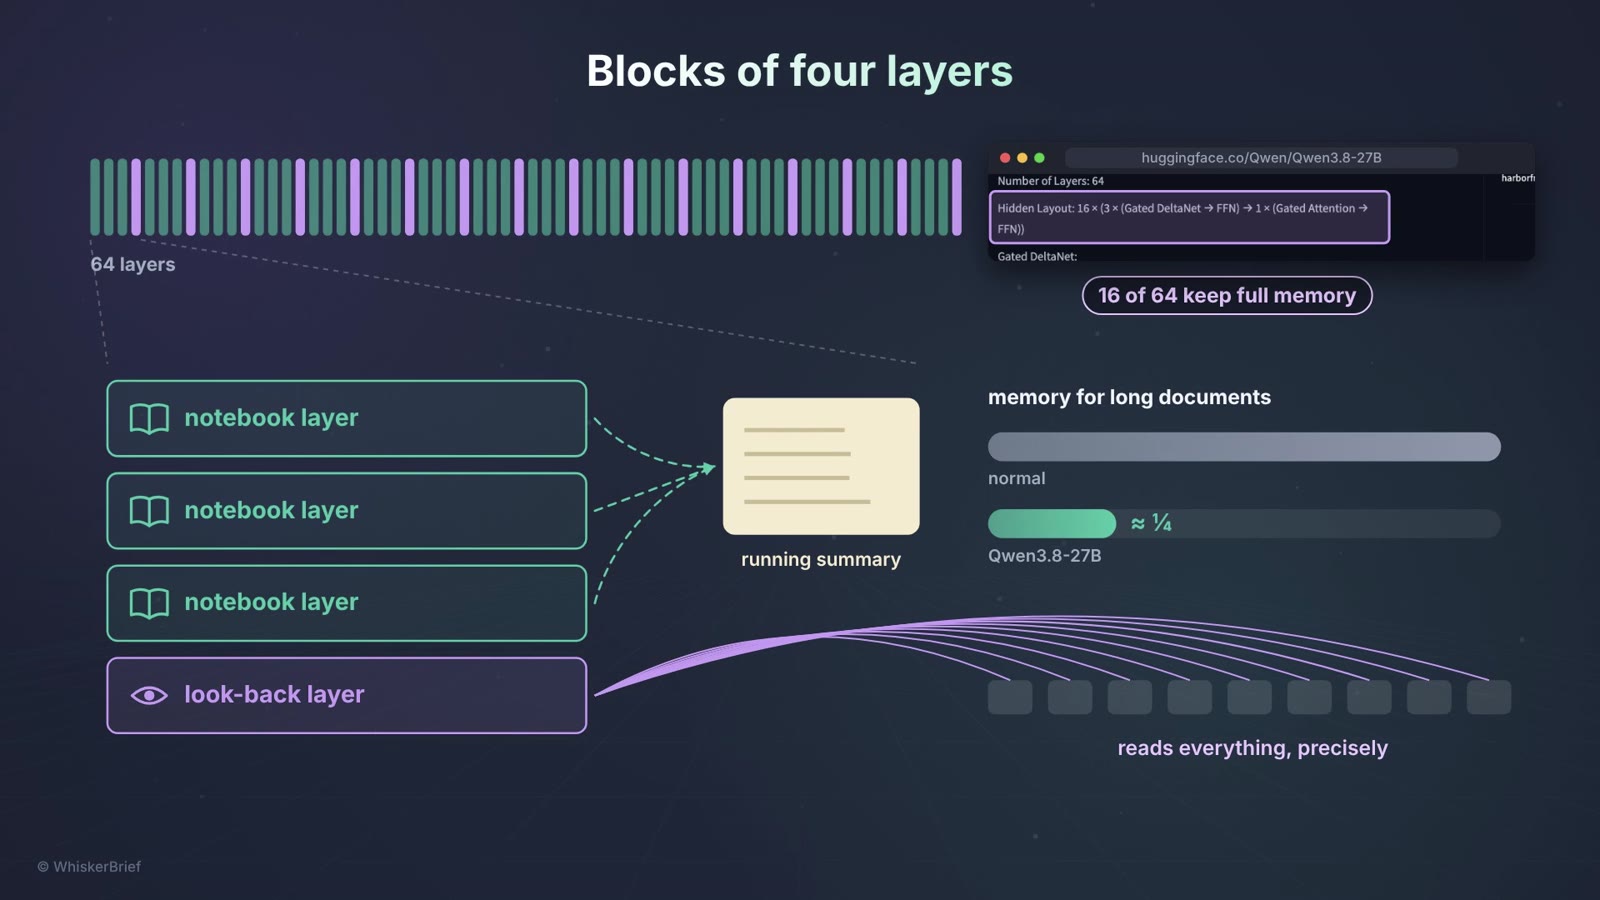 Blocks of four layers
64 layers
huggingface.co/Qwen/Qwen3.8-27B
Number of Layers: 64
Hidden Layout: 16 × (3 × (Gated DeltaNet → FFN) → 1 × (Gated Attention →
FFN))
Gated DeltaNet:
16 of 64 keep full memory
notebook layer
notebook layer
notebook layer
look-back layer
running summary
memory for long documents
normal
≈ ¼
Qwen3.8-27B
reads everything, precisely
© WhiskerBrief